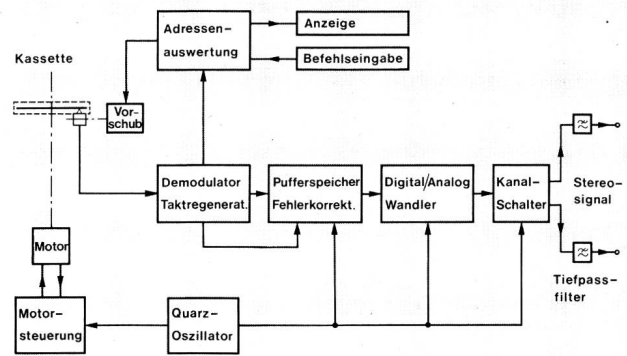 Adressen-
auswertung
Anzeige
Befehlseingabe
Kassette
Vor-
schub
Demodulator
Taktregenerat.
Pufferspeicher
Fehlerkorrekt.
Digital/Analog
Wandler
Kanal-
Schalter
Stereo-
signal
Motor
Tiefpass-
filter
Motor-
steuerung
Quarz-
Oszillator